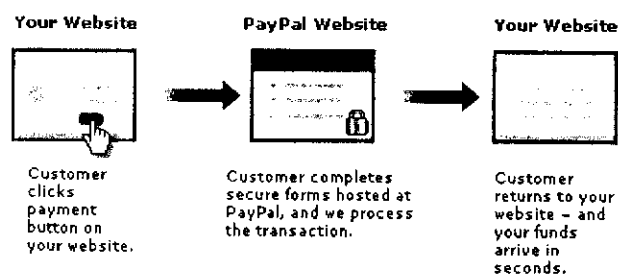 Your Website
PayPal Website
Your Website
Customer
clicks
payment
button on
your website.
Customer completes
secure forms hosted at
PayPal, and we process
the transaction.
Customer
returns to your
website – and
your funds
arrive in
seconds.